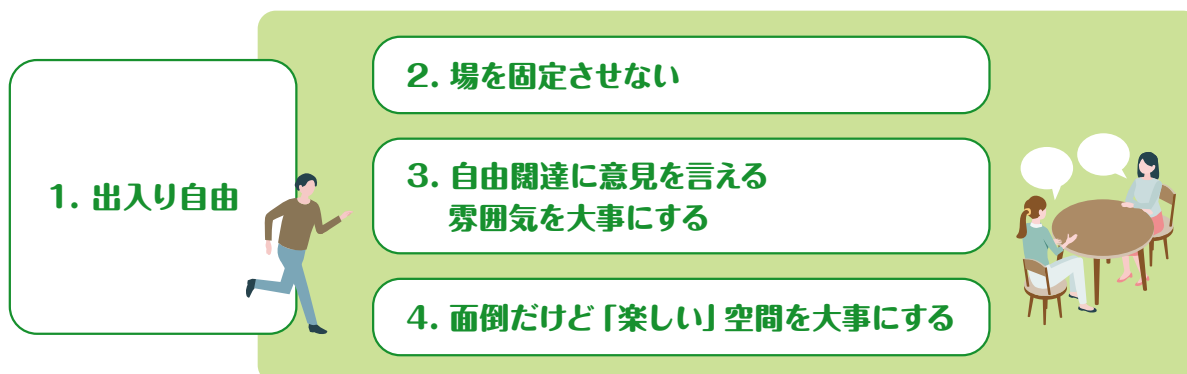 1. 出入り自由
2. 場を固定させない
3. 自由闊達に意見を言える
雰囲気を大事にする
4. 面倒だけど「楽しい」空間を大事にする